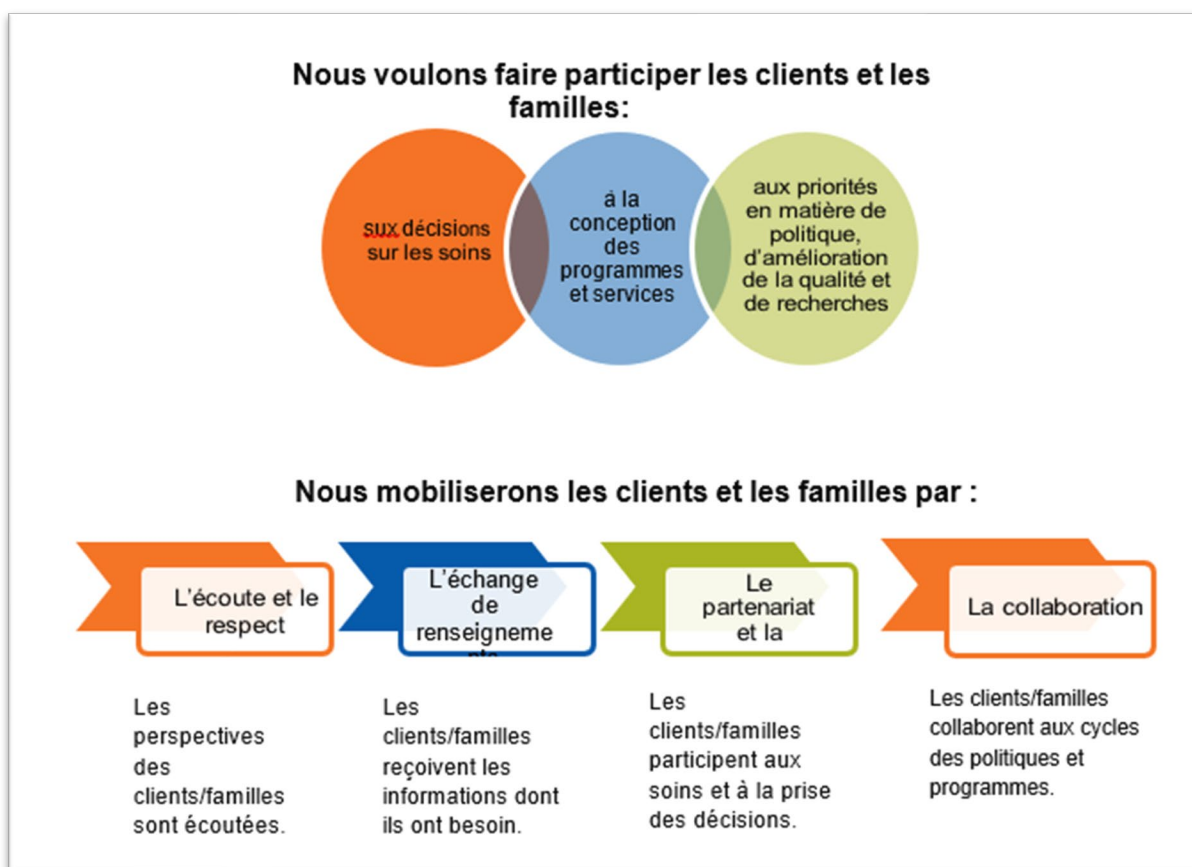 Nous voulons faire participer les clients et les
familles:
sux décisions
sur les soins
à la
conception
des
programmes
et services
aux priorités
en matière de
politique,
d'amélioration
de la qualité et
de recherches
Nous mobiliserons les clients et les familles par :
L'écoute et le
respect
L'échange
de
renseigneme
Le
partenariat
et la
La collaboration
Les
perspectives
des
clients/familles
sont écoutées.
Les
clients/familles
reçoivent les
informations dont
ils ont besoin.
Les
clients/familles
participent aux
soins et à la prise
des décisions.
Les clients/familles
collaborent aux cycles
des politiques et
programmes.